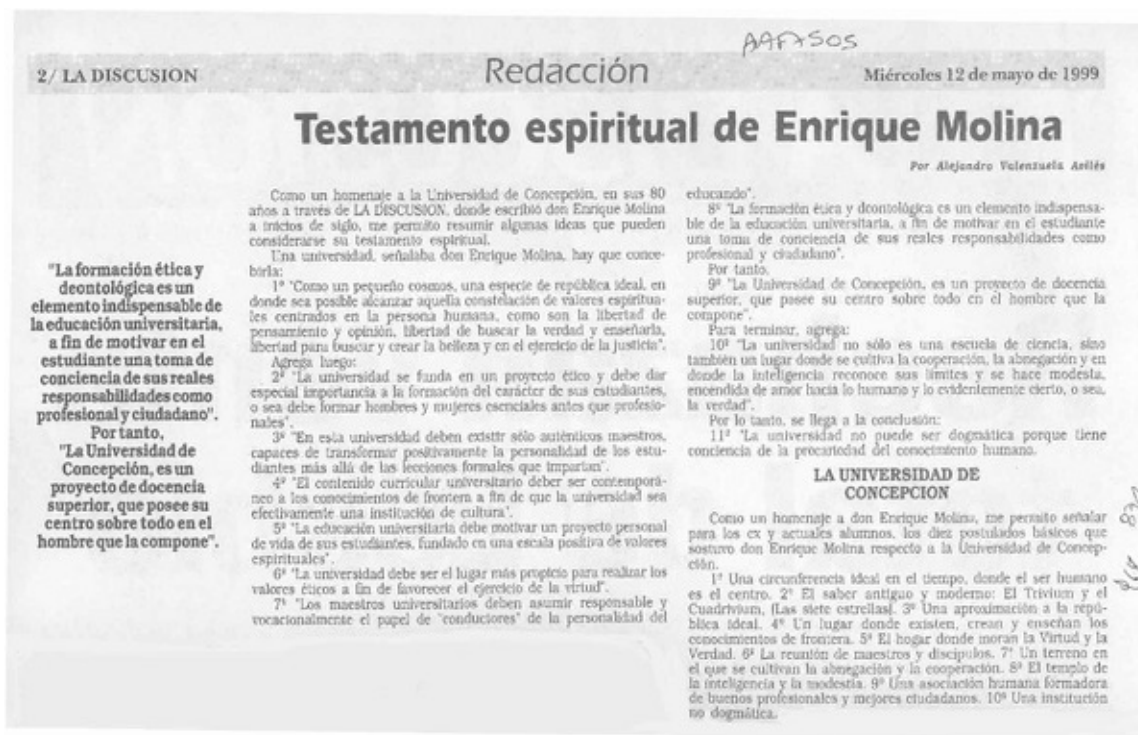 AAF7505
2/ LA DISCUSION
Redacción
Miércoles 12 de mayo de 1999
Testamento espiritual de Enrique Molina
Por Alejandro Valenzuela Avilés
"La formación ética y
deontológica es un
elemento indispensable de
la educación universitaria,
a fin de motivar en el
estudiante una toma de
conciencia de sus reales
responsabilidades como
profesional y ciudadano".
Por tanto,
"La Universidad de
Concepción, es un
proyecto de docencia
superior, que posee su
centro sobre todo en el
hombre que la compone".
Como un homenaje a la Universidad de Concepción, en sus 80
años a través de LA DISCUSION, donde escribió don Enrique Molina
a inicios de siglo, me permito resumir algunas ideas que pueden
considerarse su testamento espiritual.
Una universidad, señalaba don Enrique Molina, hay que conce-
birla:
1º "Como un pequeño cosmos, una especie de república ideal, en
donde sea posible alcanzar aquella constelación de valores espiritua-
les centrados en la persona humana, como son la libertad de
pensamiento y opinión, libertad de buscar la verdad y enseñarla,
libertad para buscar y crear la belleza y en el ejercicio de la justicia".
Agrega luego:
2º "La universidad se funda en un proyecto ético y debe dar
especial importancia a la formación del carácter de sus estudiantes,
o sea debe formar hombres y mujeres esenciales antes que profesio-
nales".
3º "En esta universidad deben existir sólo auténticos maestros,
capaces de transformar positivamente la personalidad de los estu-
diantes más allá de las lecciones formales que impartan".
4º "El contenido curricular universitario deber ser contemporá-
neo a los conocimientos de frontera a fin de que la universidad sea
efectivamente una institución de cultura".
5º "La educación universitaria debe motivar un proyecto personal
de vida de sus estudiantes, fundado en una escala positiva de valores
espirituales".
6º "La universidad debe ser el lugar más propicio para realizar los
valores éticos a fin de favorecer el ejercicio de la virtud".
7º "Los maestros universitarios deben asumir responsable y
vocacionalmente el papel de "conductores" de la personalidad del
educando".
8º "La formación ética y deontológica es un elemento indispensa-
ble de la educación universitaria, a fin de motivar en el estudiante
una toma de conciencia de sus reales responsabilidades como
profesional y ciudadano".
Por tanto,
9º "La Universidad de Concepción, es un proyecto de docencia
superior, que posee su centro sobre todo en el hombre que la
compone".
Para terminar, agrega:
10º "La universidad no sólo es una escuela de ciencia, sino
también un lugar donde se cultiva la cooperación, la abnegación y en
donde la inteligencia reconoce sus límites y se hace modesta,
encendida de amor hacia lo humano y lo evidentemente cierto, o sea,
la verdad".
Por lo tanto, se llega a la conclusión:
11º "La universidad no puede ser dogmática porque tiene
conciencia de la precariedad del conocimiento humano.
LA UNIVERSIDAD DE
CONCEPCION
Como un homenaje a don Enrique Molina, me permito señalar
para los ex y actuales alumnos, los diez postulados básicos que
sostuvo don Enrique Molina respecto a la Universidad de Concep-
ción.
1º Una circunferencia ideal en el tiempo, donde el ser humano
es el centro. 2º El saber antiguo y moderno: El Trivium y el
Cuadrivium, (Las siete estrellas). 3º Una aproximación a la repú-
blica ideal. 4º Un lugar donde existen, crean y enseñan los
conocimientos de frontera. 5º El hogar donde moran la Virtud y la
Verdad. 6º La reunión de maestros y discípulos. 7º Un terreno en
el que se cultivan la abnegación y la cooperación. 8º El templo de
la inteligencia y la modestia. 9º Una asociación humana formadora
de buenos profesionales y mejores ciudadanos. 10º Una institución
no dogmática.